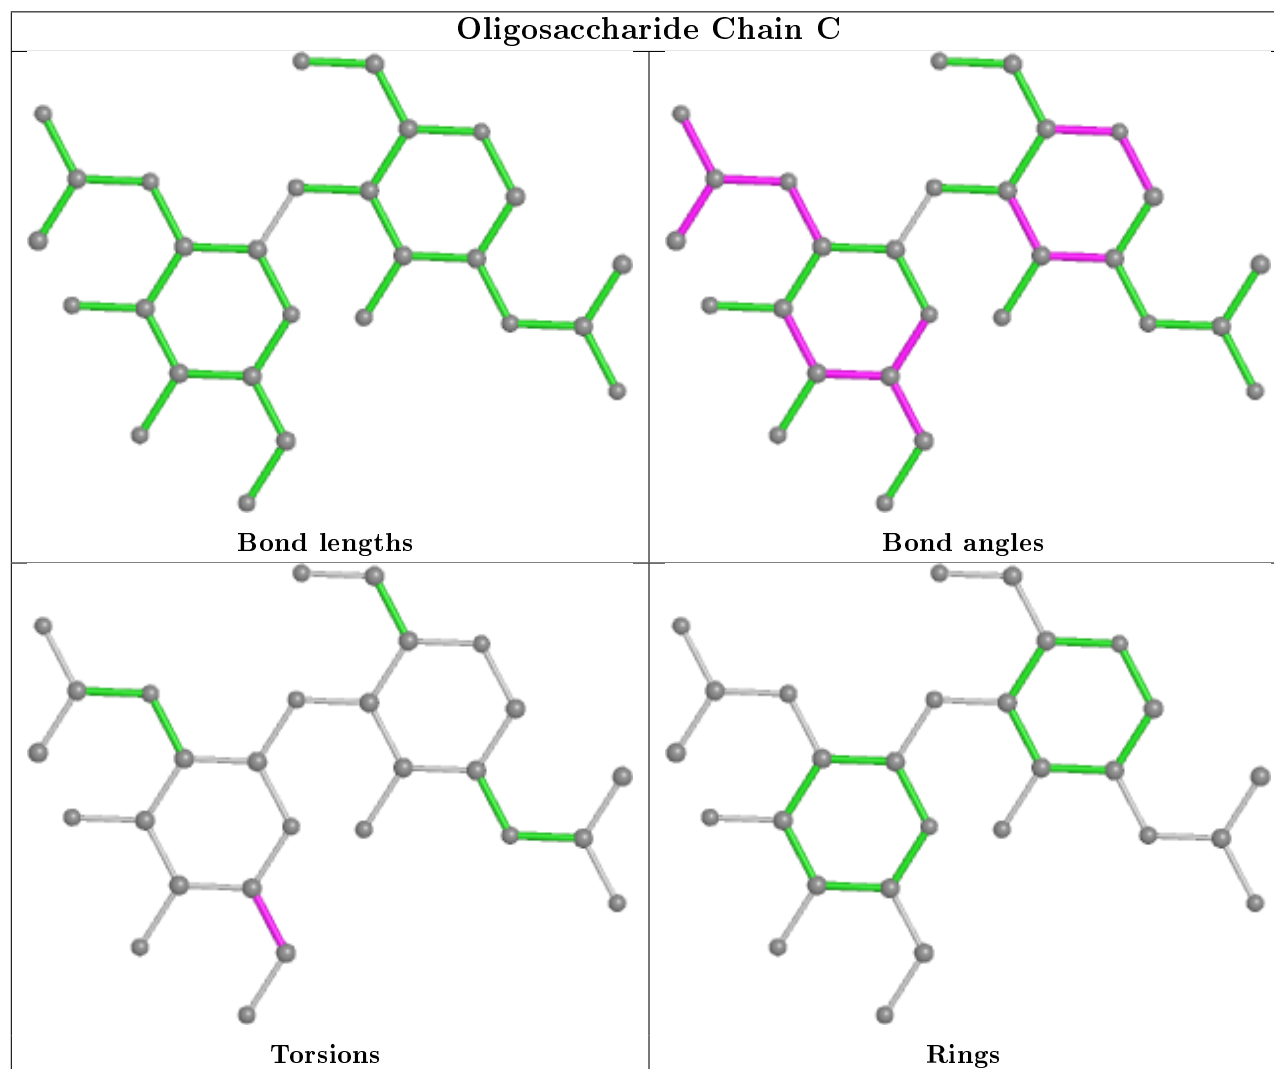 Oligosaccharide Chain C
Bond lengths
Bond angles
Torsions
Rings